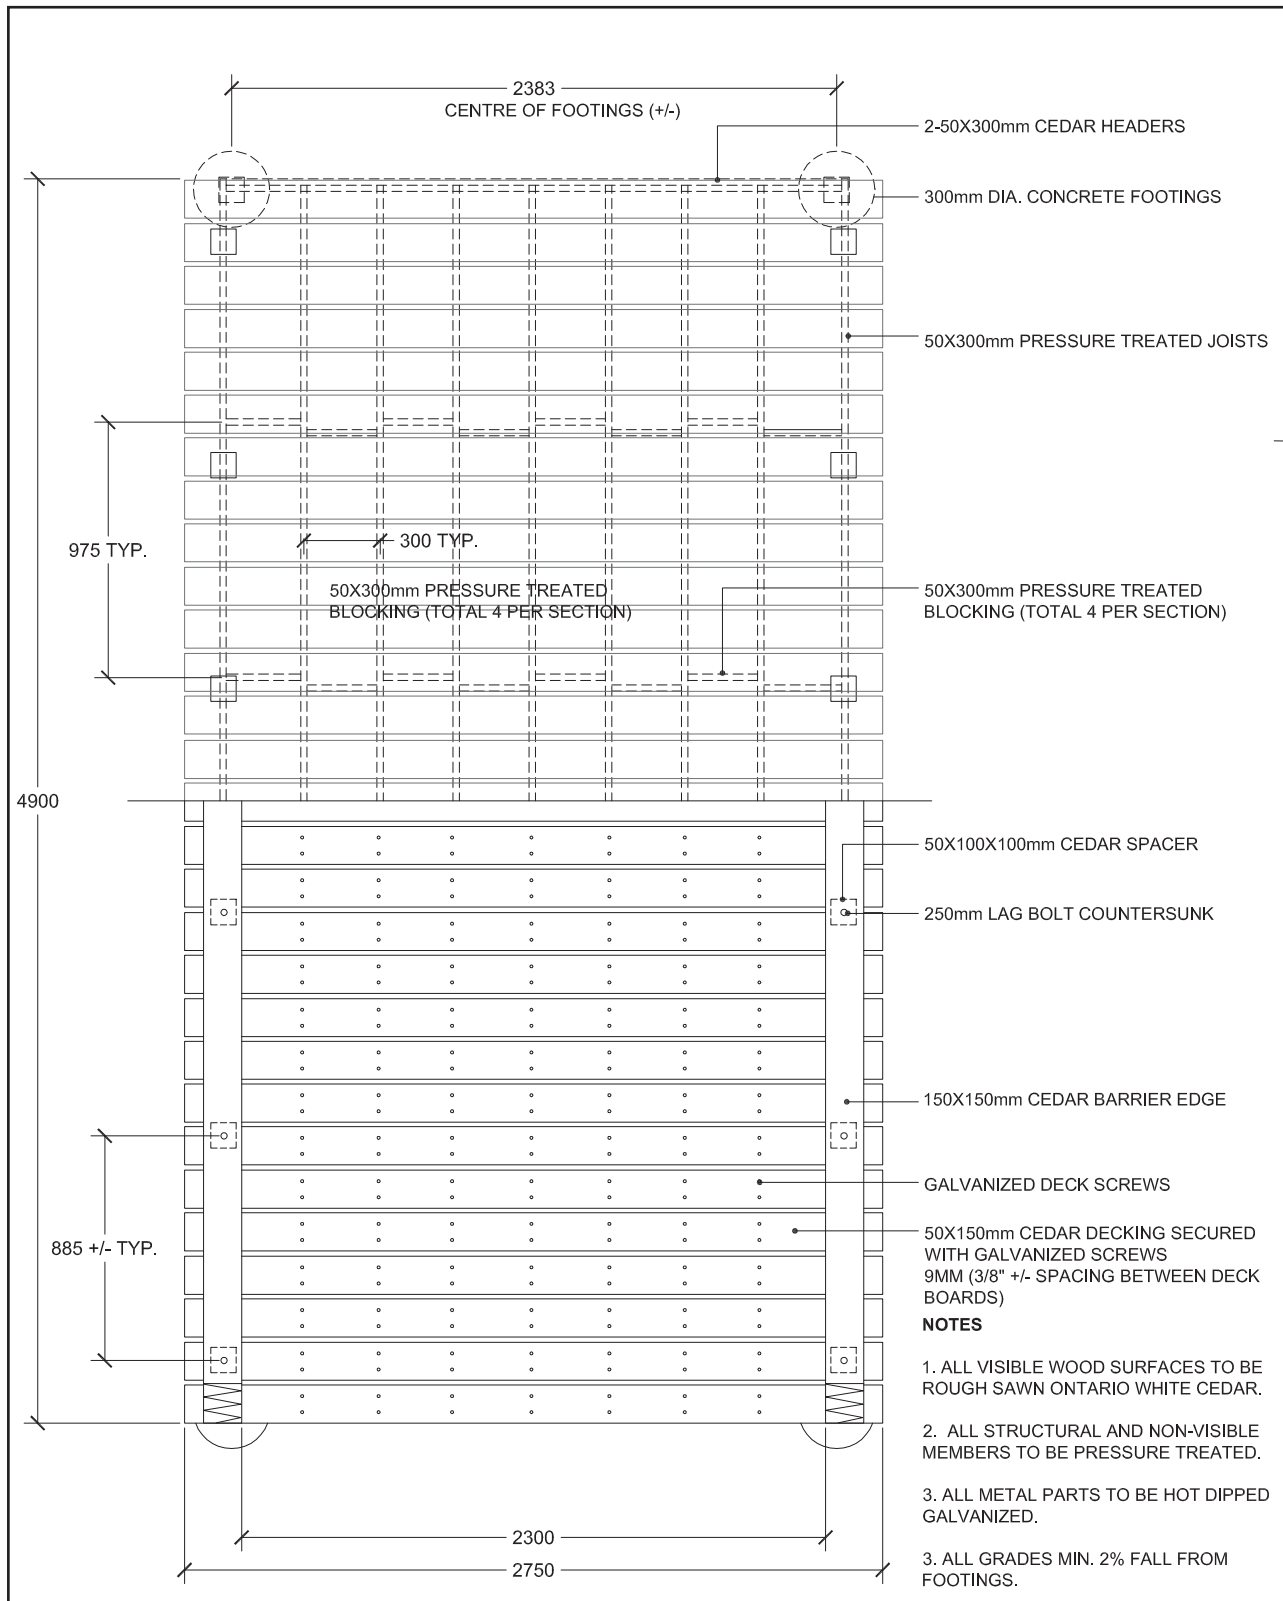 2383
CENTRE OF FOOTINGS (+/-)
2-50X300mm CEDAR HEADERS
300mm DIA. CONCRETE FOOTINGS
50X300mm PRESSURE TREATED JOISTS
975 TYP.
300 TYP.
50X300mm PRESSURE TREATED
BLOCKING (TOTAL 4 PER SECTION)
50X300mm PRESSURE TREATED
BLOCKING (TOTAL 4 PER SECTION)
4900
50X100X100mm CEDAR SPACER
250mm LAG BOLT COUNTERSUNK
150X150mm CEDAR BARRIER EDGE
GALVANIZED DECK SCREWS
885 +/- TYP.
50X150mm CEDAR DECKING SECURED
WITH GALVANIZED SCREWS
9MM (3/8" +/- SPACING BETWEEN DECK
BOARDS)
NOTES
1. ALL VISIBLE WOOD SURFACES TO BE
ROUGH SAWN ONTARIO WHITE CEDAR.
2. ALL STRUCTURAL AND NON-VISIBLE
MEMBERS TO BE PRESSURE TREATED.
3. ALL METAL PARTS TO BE HOT DIPPED
GALVANIZED.
3. ALL GRADES MIN. 2% FALL FROM
FOOTINGS.
2300
2750